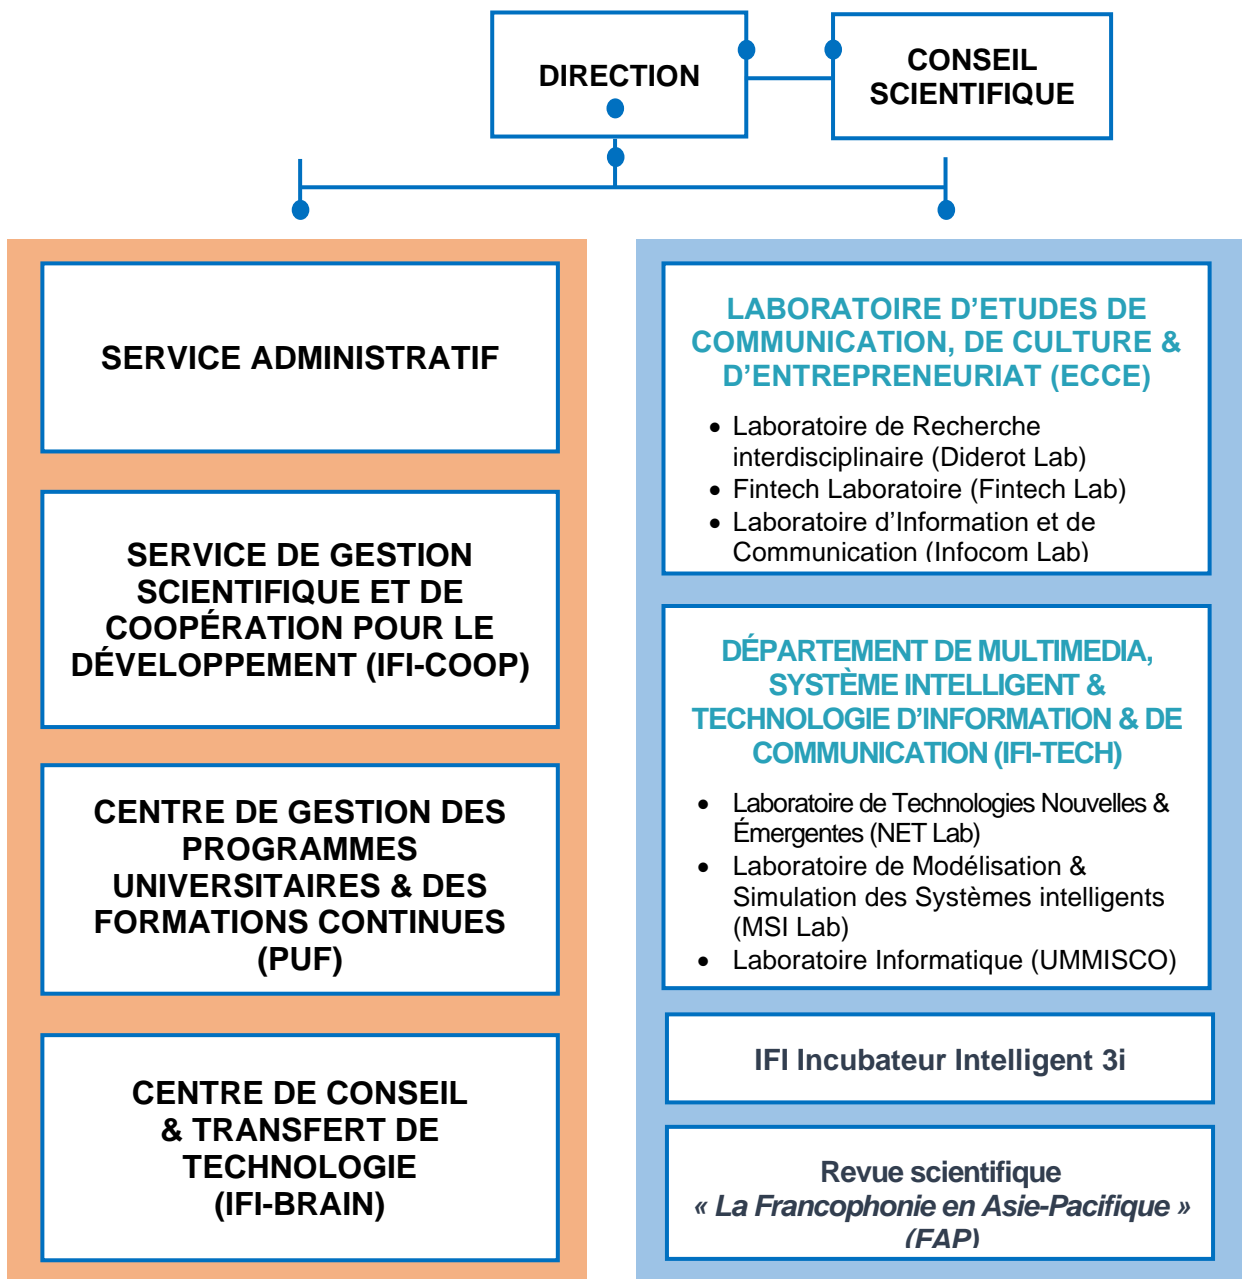 DIRECTION
CONSEIL
SCIENTIFIQUE
SERVICE ADMINISTRATIF
SERVICE DE GESTION
SCIENTIFIQUE ET DE
COOPÉRATION POUR LE
DÉVELOPPEMENT (IFI-COOP)
CENTRE DE GESTION DES
PROGRAMMES
UNIVERSITAIRES & DES
FORMATIONS CONTINUES
(PUF)
CENTRE DE CONSEIL
& TRANSFERT DE
TECHNOLOGIE
(IFI-BRAIN)
LABORATOIRE D’ETUDES DE
COMMUNICATION, DE CULTURE &
D’ENTREPRENEURIAT (ECCE)
• Laboratoire de Recherche
interdisciplinaire (Diderot Lab)
• Fintech Laboratoire (Fintech Lab)
• Laboratoire d’Information et de
Communication (Infocom Lab)
DÉPARTEMENT DE MULTIMEDIA,
SYSTÈME INTELLIGENT &
TECHNOLOGIE D’INFORMATION & DE
COMMUNICATION (IFI-TECH)
• Laboratoire de Technologies Nouvelles &
Émergentes (NET Lab)
• Laboratoire de Modélisation &
Simulation des Systèmes intelligents
(MSI Lab)
• Laboratoire Informatique (UMMISCO)
IFI Incubateur Intelligent 3i
Revue scientifique
« La Francophonie en Asie-Pacifique »
(FAP)